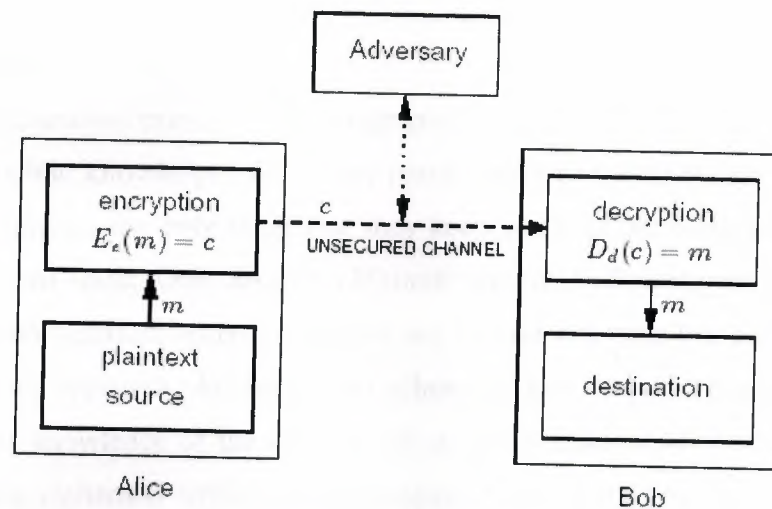 Adversary
encryption
E_e(m) = c
c
UNSECURED CHANNEL
decryption
D_d(c) = m
m
m
plaintext
source
destination
Alice
Bob